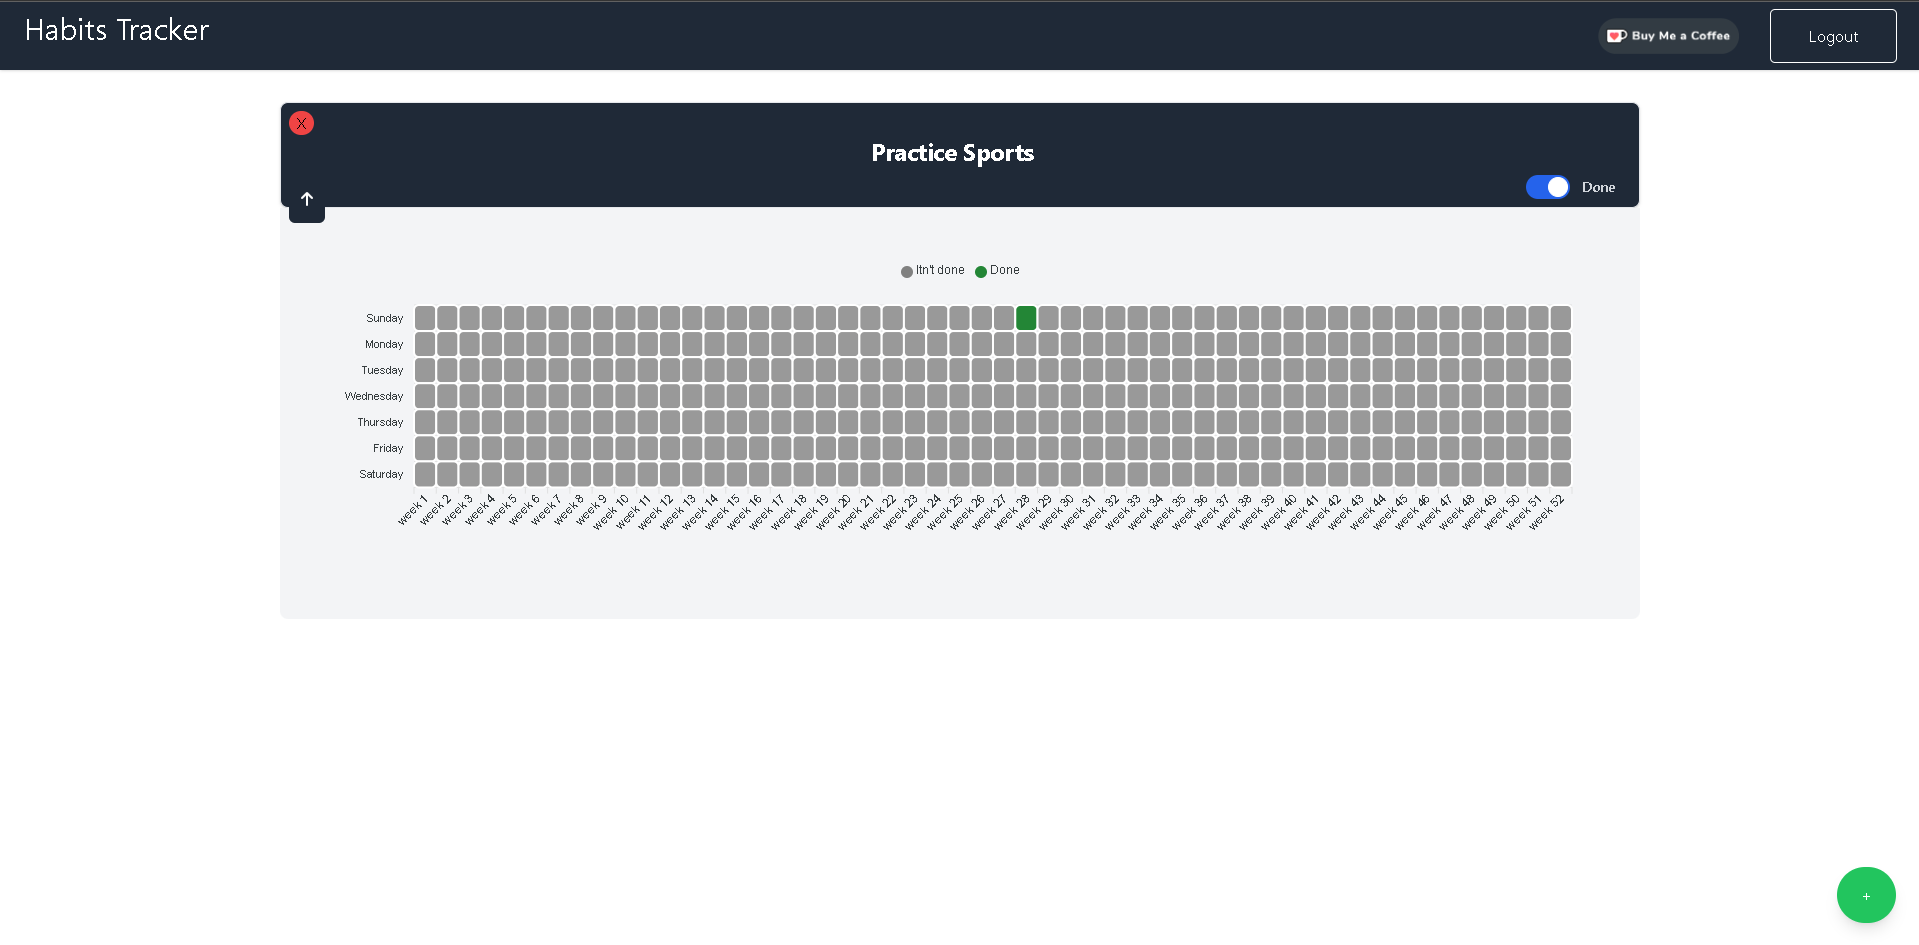 Habits Tracker
Buy Me a Coffee
Logout
X
Practice Sports
Done
Itn't done Done
Sunday
Monday
Tuesday
Wednesday
Thursday
Friday
Saturday
week 1 week 2 week 3 week 4 week 5 week 6 week 7 week 8 week 9 week 10 week 11 week 12 week 13 week 14 week 15 week 16 week 17 week 18 week 19 week 20 week 21 week 22 week 23 week 24 week 25 week 26 week 27 week 28 week 29 week 30 week 31 week 32 week 33 week 34 week 35 week 36 week 37 week 38 week 39 week 40 week 41 week 42 week 43 week 44 week 45 week 46 week 47 week 48 week 49 week 50 week 51 week 52
+